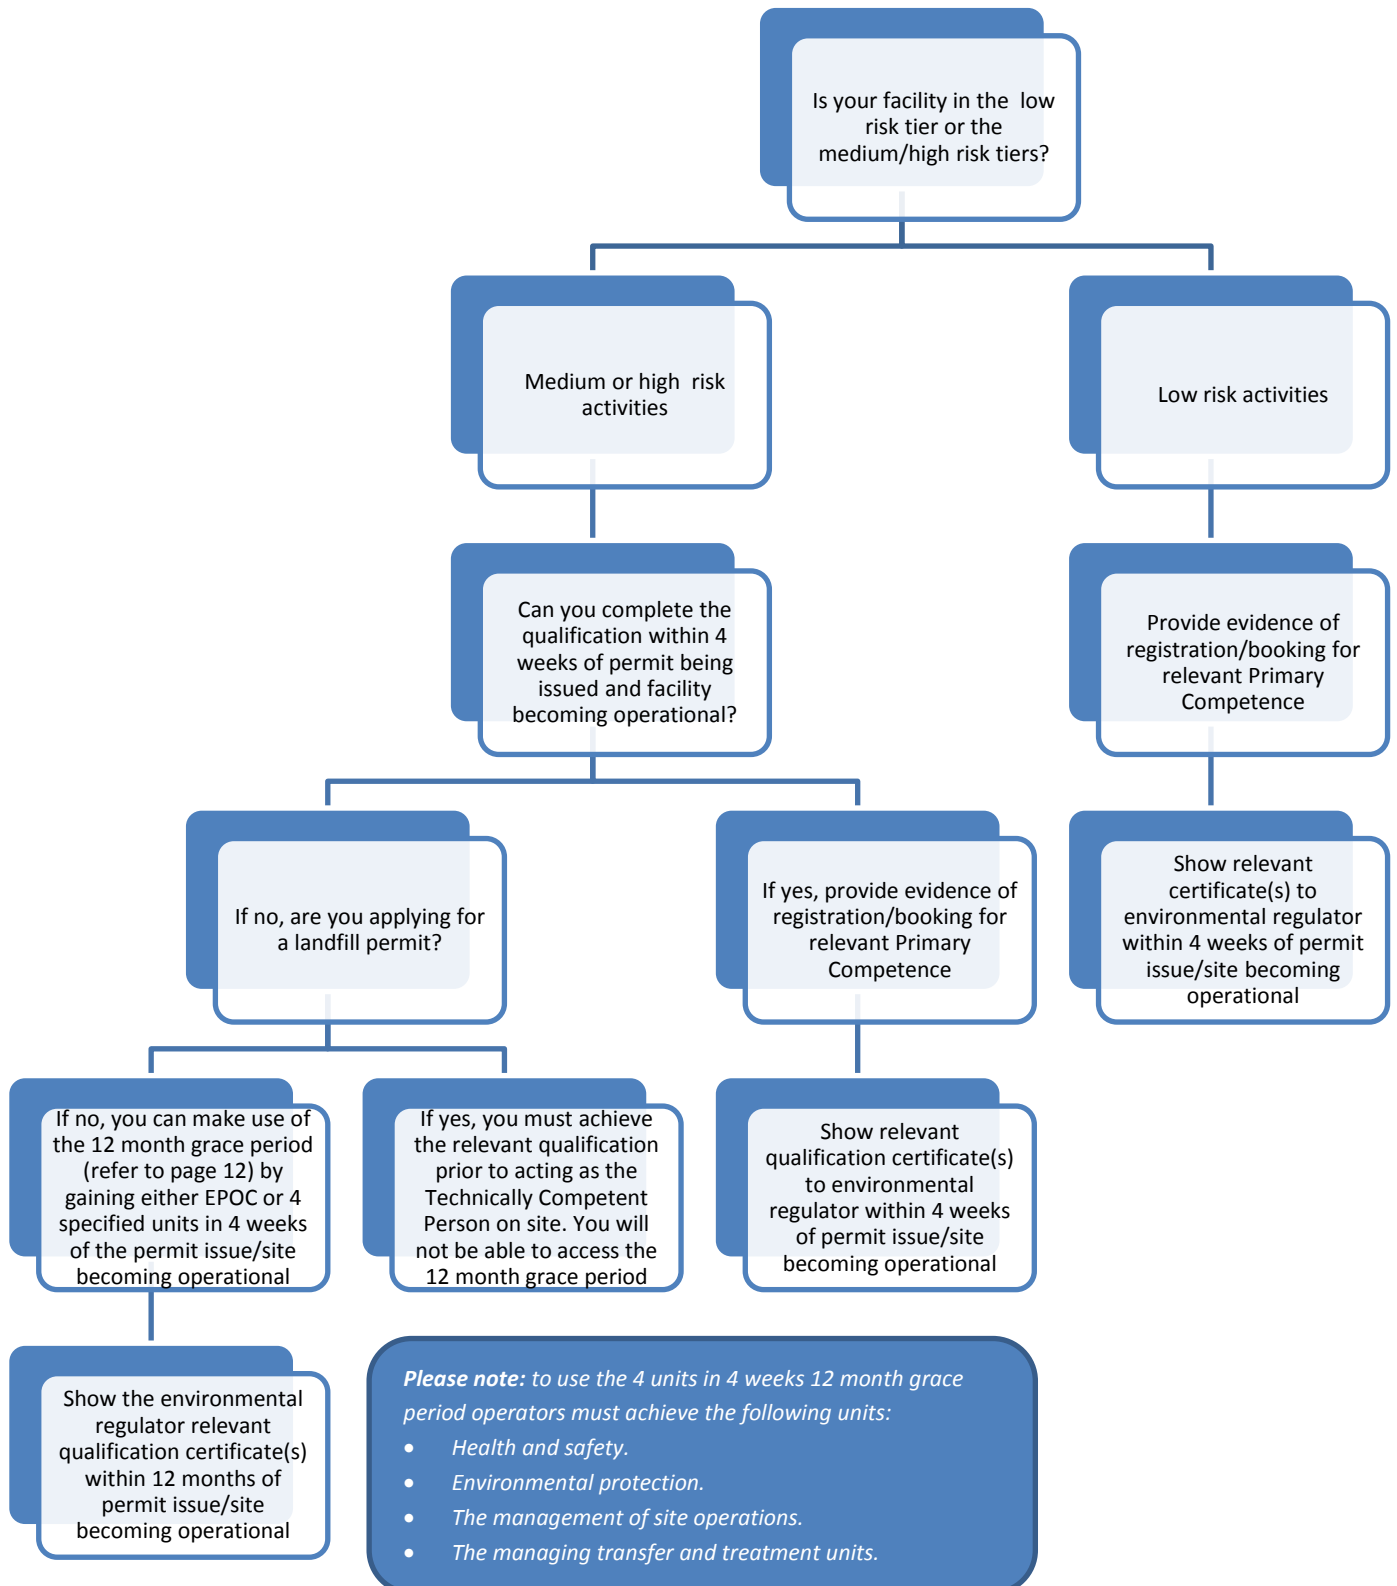 Is your facility in the low
risk tier or the
medium/high risk tiers?
Medium or high risk
activities
Low risk activities
Can you complete the
qualification within 4
weeks of permit being
issued and facility
becoming operational?
Provide evidence of
registration/booking for
relevant Primary
Competence
If no, are you applying for
a landfill permit?
If yes, provide evidence of
registration/booking for
relevant Primary
Competence
Show relevant
certificate(s) to
environmental regulator
within 4 weeks of permit
issue/site becoming
operational
If no, you can make use of
the 12 month grace period
(refer to page 12) by
gaining either EPOC or 4
specified units in 4 weeks
of the permit issue/site
becoming operational
If yes, you must achieve
the relevant qualification
prior to acting as the
Technically Competent
Person on site. You will
not be able to access the
12 month grace period
Show relevant
qualification certificate(s)
to environmental
regulator within 4 weeks
of permit issue/site
becoming operational
Show the environmental
regulator relevant
qualification certificate(s)
within 12 months of
permit issue/site
becoming operational
Please note: to use the 4 units in 4 weeks 12 month grace
period operators must achieve the following units:
• Health and safety.
• Environmental protection.
• The management of site operations.
• The managing transfer and treatment units.